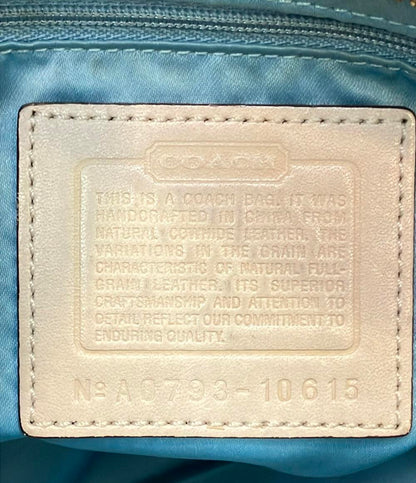 COACH
THIS IS A COACH BAG. IT WAS
HANDCRAFTED IN CHINA FROM
NATURAL COWHIDE LEATHER. THE
VARIATIONS IN THE GRAIN ARE
CHARACTERISTIC OF NATURAL FULL-
GRAIN LEATHER. ITS SUPERIOR
CRAFTSMANSHIP AND ATTENTION TO
DETAIL REFLECT OUR COMMITMENT TO
ENDURING QUALITY.
No A0793-10615